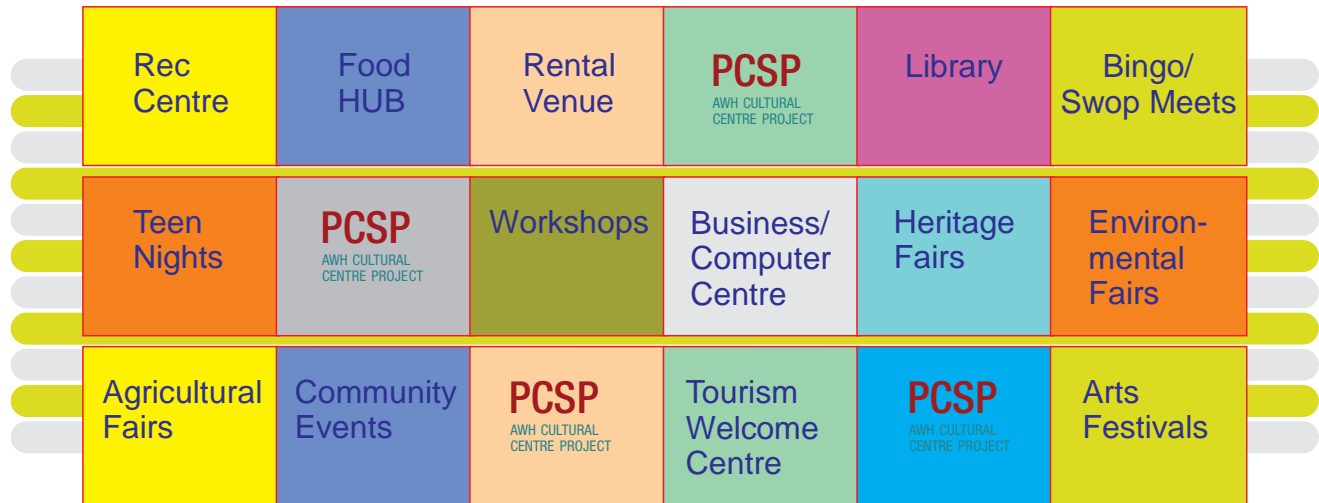 Rec
Centre
Food
HUB
Rental
Venue
PCSP
AWH CULTURAL
CENTRE PROJECT
Library
Bingo/
Swop Meets
Teen
Nights
PCSP
AWH CULTURAL
CENTRE PROJECT
Workshops
Business/
Computer
Centre
Heritage
Fairs
Environ-
mental
Fairs
Agricultural
Fairs
Community
Events
PCSP
AWH CULTURAL
CENTRE PROJECT
Tourism
Welcome
Centre
PCSP
AWH CULTURAL
CENTRE PROJECT
Arts
Festivals